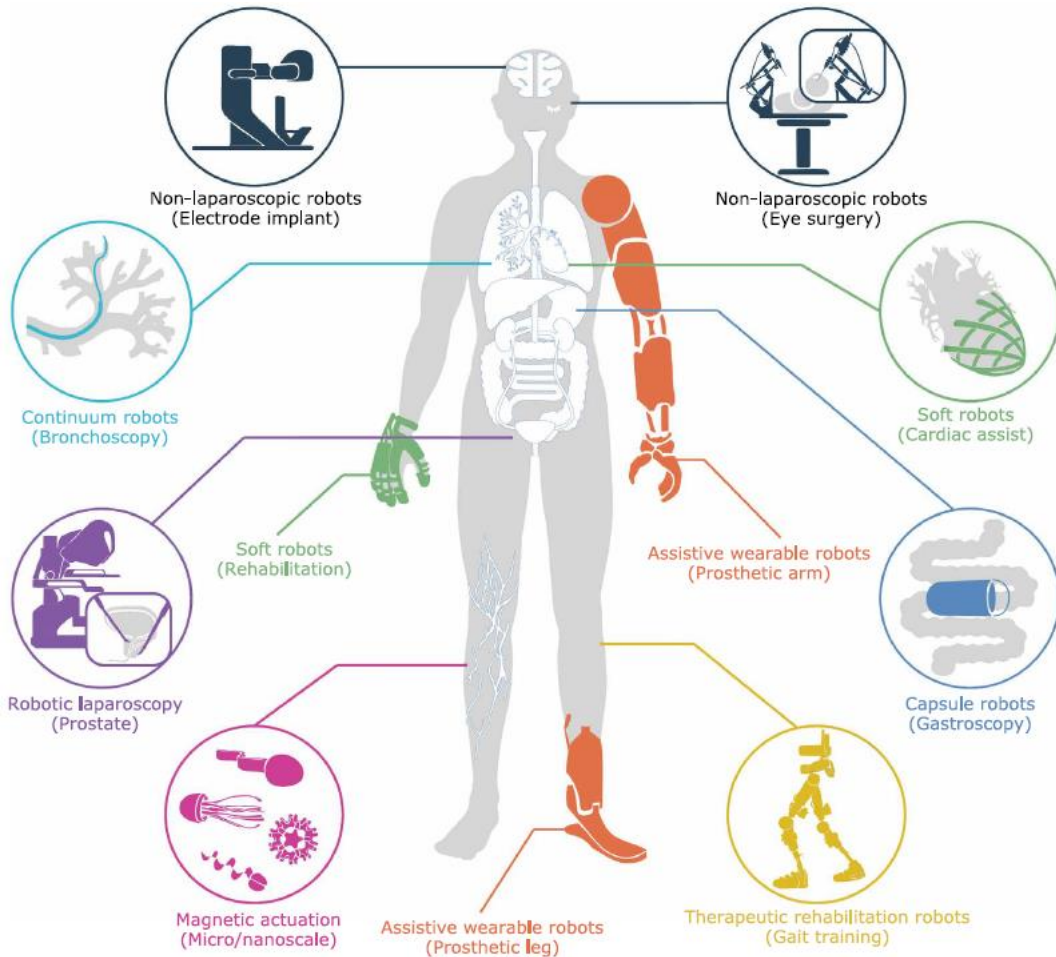 Non-laparoscopic robots
(Electrode implant)
Non-laparoscopic robots
(Eye surgery)
Continuum robots
(Bronchoscopy)
Soft robots
(Cardiac assist)
Soft robots
(Rehabilitation)
Assistive wearable robots
(Prosthetic arm)
Robotic laparoscopy
(Prostate)
Capsule robots
(Gastroscopy)
Magnetic actuation
(Micro/nanoscale)
Assistive wearable robots
(Prosthetic leg)
Therapeutic rehabilitation robots
(Gait training)